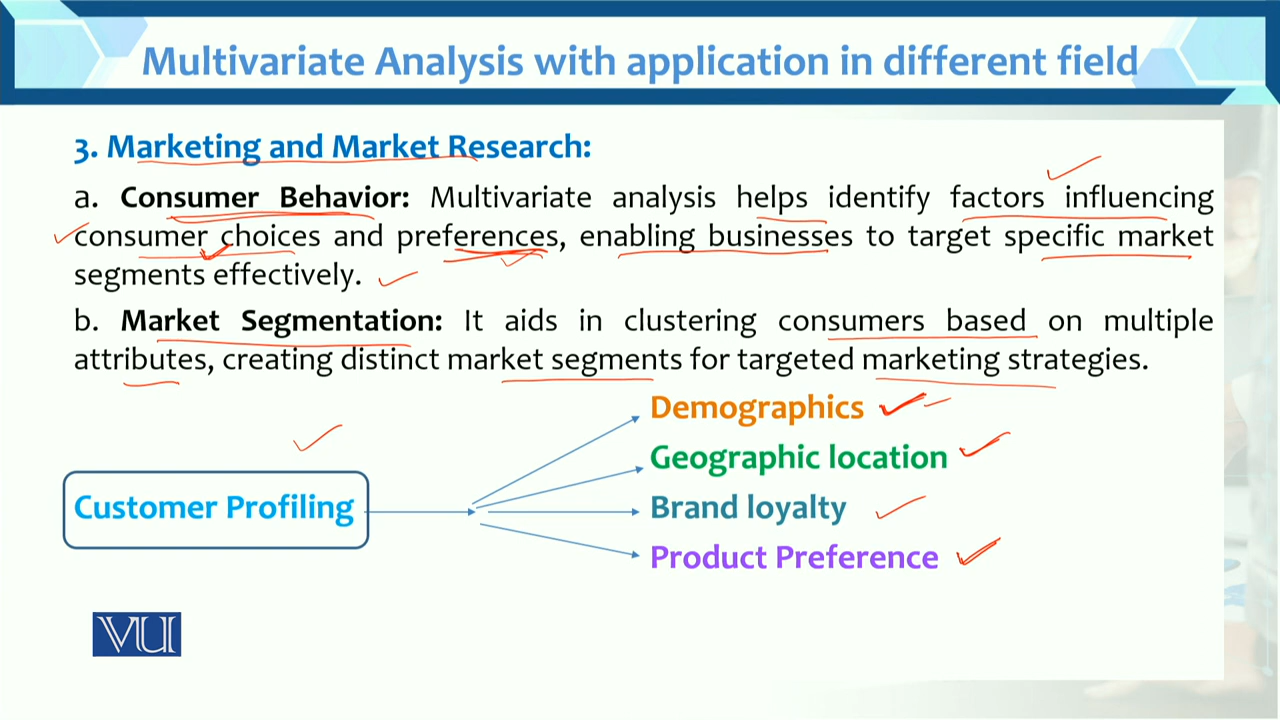 Multivariate Analysis with application in different field
3. Marketing and Market Research:
a. Consumer Behavior: Multivariate analysis helps identify factors influencing
consumer choices and preferences, enabling businesses to target specific market
segments effectively.
b. Market Segmentation: It aids in clustering consumers based on multiple
attributes, creating distinct market segments for targeted marketing strategies.
Demographics
Geographic location
Customer Profiling
Brand loyalty
Product Preference
VU